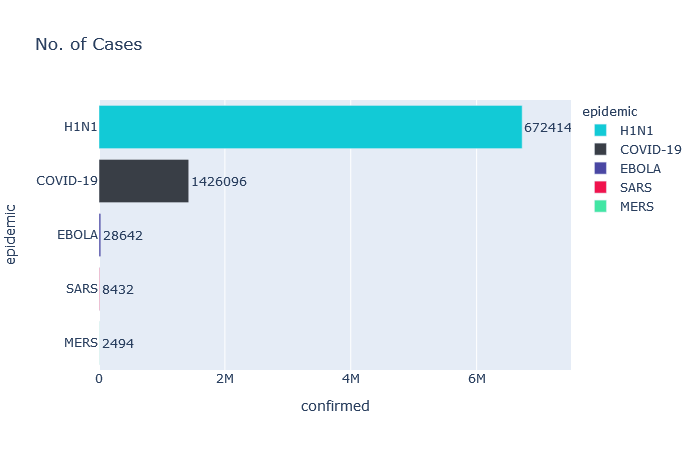 No. of Cases
epidemic
H1N1
672414
COVID-19
1426096
EBOLA
28642
SARS
8432
MERS
2494
0
2M
4M
6M
confirmed
epidemic
H1N1
COVID-19
EBOLA
SARS
MERS